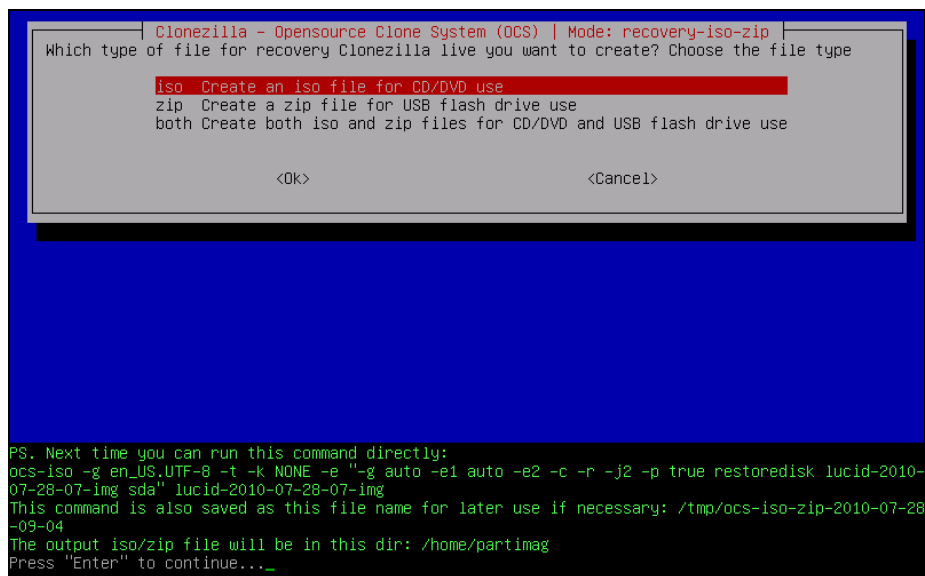 Clonezilla - Opensource Clone System (OCS) | Mode: recovery-iso-zip
Which type of file for recovery Clonezilla live you want to create? Choose the file type
iso Create an iso file for CD/DVD use
zip Create a zip file for USB flash drive use
both Create both iso and zip files for CD/DVD and USB flash drive use
<Ok> <Cancel>
PS. Next time you can run this command directly:
ocs-iso -g en_US.UTF-8 -t -k NONE -e "-g auto -e1 auto -e2 -c -r -j2 -p true restoredisk lucid-2010-
07-28-07-img sda" lucid-2010-07-28-07-img
This command is also saved as this file name for later use if necessary: /tmp/ocs-iso-zip-2010-07-28
-09-04
The output iso/zip file will be in this dir: /home/partimag
Press "Enter" to continue..._